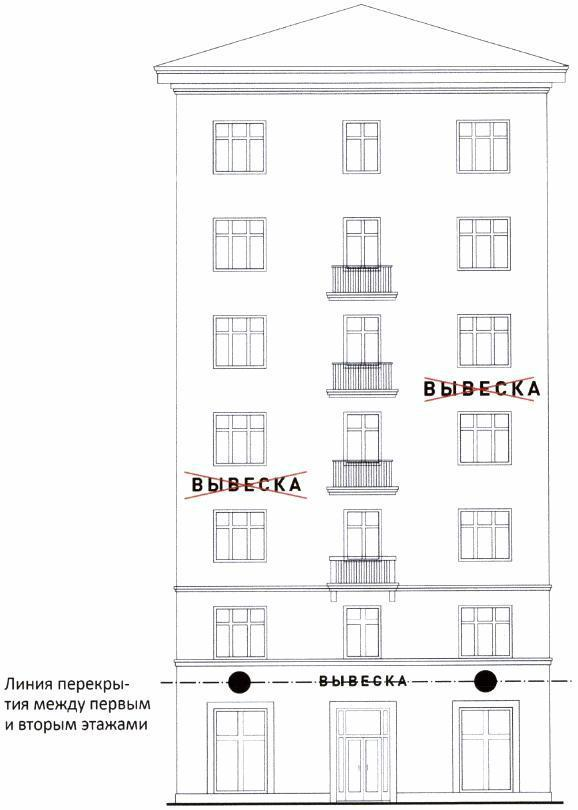 ВЫВЕСКА
ВЫВЕСКА
Линия перекры-
тия между первым
и вторым этажами
ВЫВЕСКА